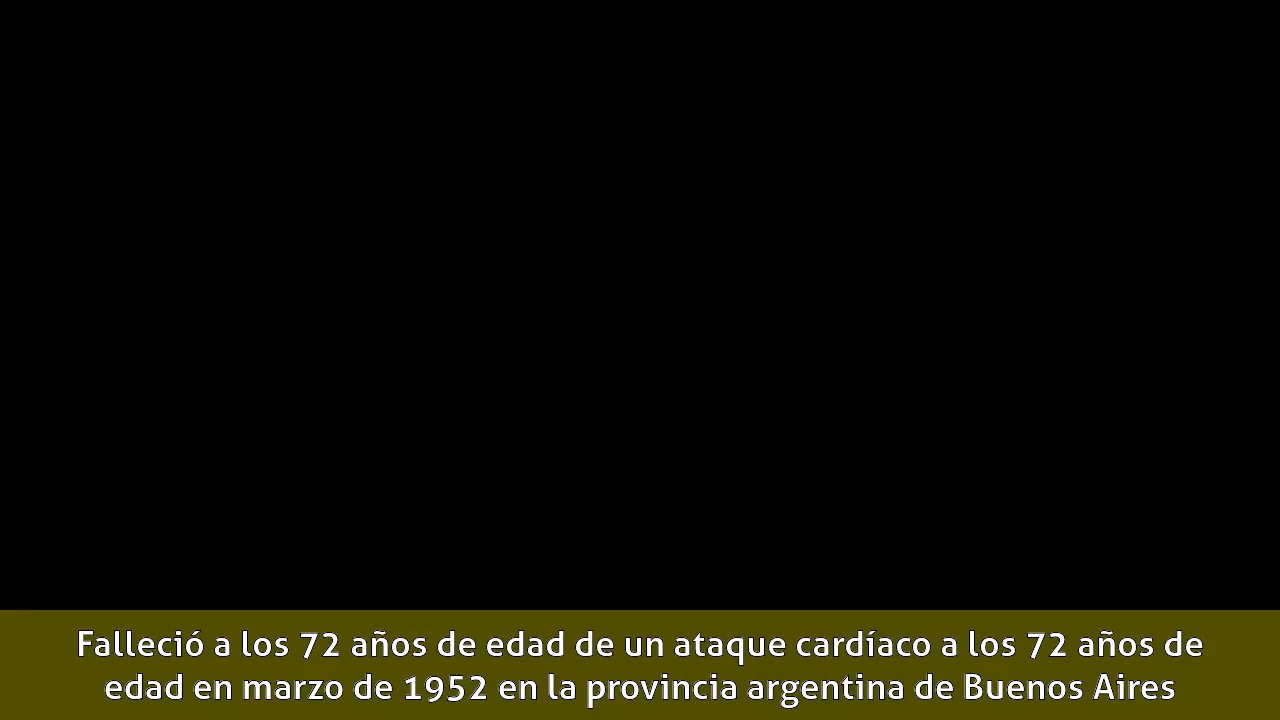 Falleció a los 72 años de edad de un ataque cardíaco a los 72 años de
edad en marzo de 1952 en la provincia argentina de Buenos Aires